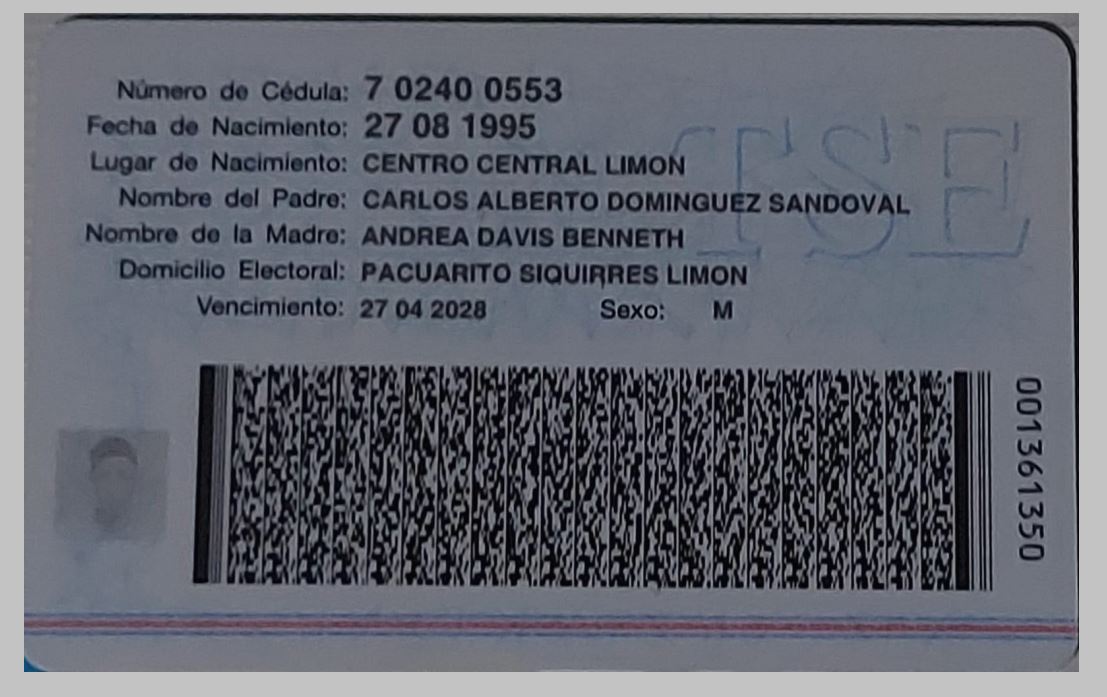 Número de Cédula: 7 0240 0553
Fecha de Nacimiento: 27 08 1995
Lugar de Nacimiento: CENTRO CENTRAL LIMON
Nombre del Padre: CARLOS ALBERTO DOMINGUEZ SANDOVAL
Nombre de la Madre: ANDREA DAVIS BENNETH
Domicilio Electoral: PACUARITO SIQUIRRES LIMON
Vencimiento: 27 04 2028 Sexo: M
TSE
001361350